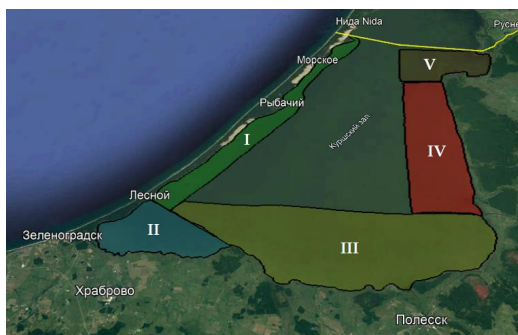 Нида Nida
Русне
Морское
V
Рыбачий
Куршский зал
I
IV
Лесной
Зеленоградск
II
III
Храброво
Полесск